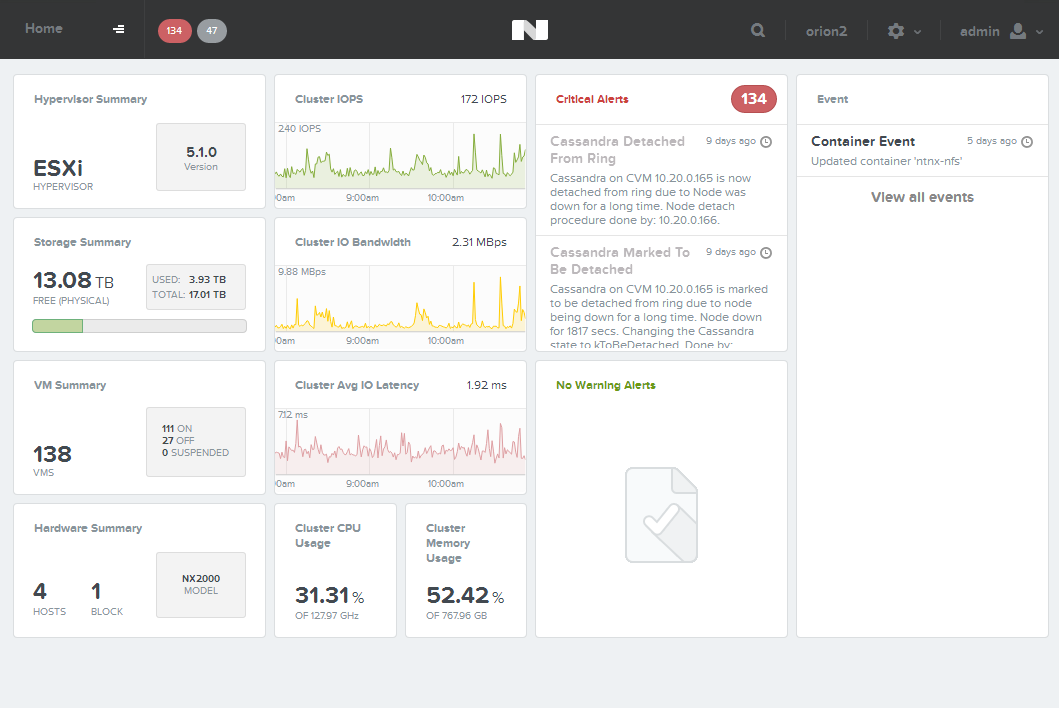 Home
134
47
orion2
admin
Hypervisor Summary
ESXi
HYPERVISOR
5.1.0
Version
Storage Summary
13.08 TB
FREE (PHYSICAL)
USED: 3.93 TB
TOTAL: 17.01 TB
VM Summary
138
VMS
111 ON
27 OFF
0 SUSPENDED
Hardware Summary
4
HOSTS
1
BLOCK
NX2000
MODEL
Cluster IOPS
172 IOPS
240 IOPS
00am
9:00am
10:00am
Cluster IO Bandwidth
2.31 MBps
9.88 MBps
00am
9:00am
10:00am
Cluster Avg IO Latency
1.92 ms
7.12 ms
00am
9:00am
10:00am
Cluster CPU
Usage
31.31 %
OF 127.97 GHz
Cluster
Memory
Usage
52.42 %
OF 767.96 GB
Critical Alerts
134
Cassandra Detached
From Ring
9 days ago
Cassandra on CVM 10.20.0.165 is now
detached from ring due to Node was
down for a long time. Node detach
procedure done by: 10.20.0.166.
Cassandra Marked To
Be Detached
9 days ago
Cassandra on CVM 10.20.0.165 is marked
to be detached from ring due to node
being down for a long time. Node down
for 1817 secs. Changing the Cassandra
state to kToBeDetached. Done by:
No Warning Alerts
Event
Container Event
5 days ago
Updated container 'ntnx-nfs'
View all events